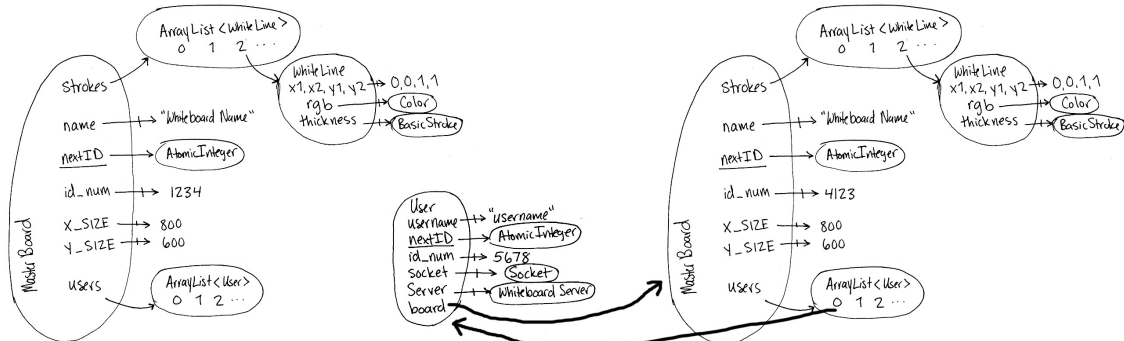 ArrayList<WhiteLine>
0 1 2 ...
Strokes
WhiteLine
x1, x2, y1, y2 0,0,1,1
rgb Color
thickness BasicStroke
name "Whiteboard Name"
nextID AtomicInteger
id_num 1234
X_SIZE 800
Y_SIZE 600
Master Board
users
ArrayList<User>
0 1 2 ...
User
username "username"
nextID AtomicInteger
id_num 5678
socket Socket
Server Whiteboard Server
board
ArrayList<WhiteLine>
0 1 2 ...
Strokes
WhiteLine
x1, x2, y1, y2 0,0,1,1
rgb Color
thickness BasicStroke
name "Whiteboard Name"
nextID AtomicInteger
id_num 4123
X_SIZE 800
Y_SIZE 600
Master Board
users
ArrayList<User>
0 1 2 ...